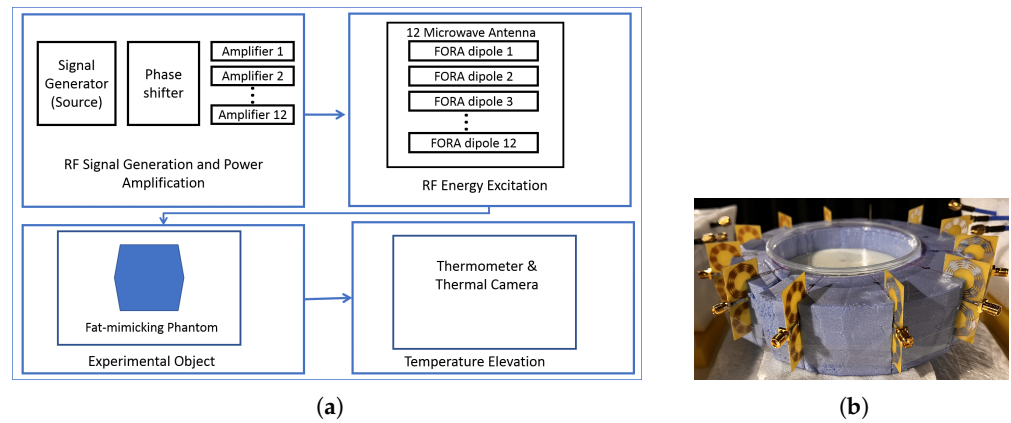 Signal
Generator
(Source)
Phase
shifter
Amplifier 1
Amplifier 2
Amplifier 12
RF Signal Generation and Power
Amplification
12 Microwave Antenna
FORA dipole 1
FORA dipole 2
FORA dipole 3
FORA dipole 12
RF Energy Excitation
Fat-mimicking Phantom
Experimental Object
Thermometer &
Thermal Camera
Temperature Elevation
(a)
(b)